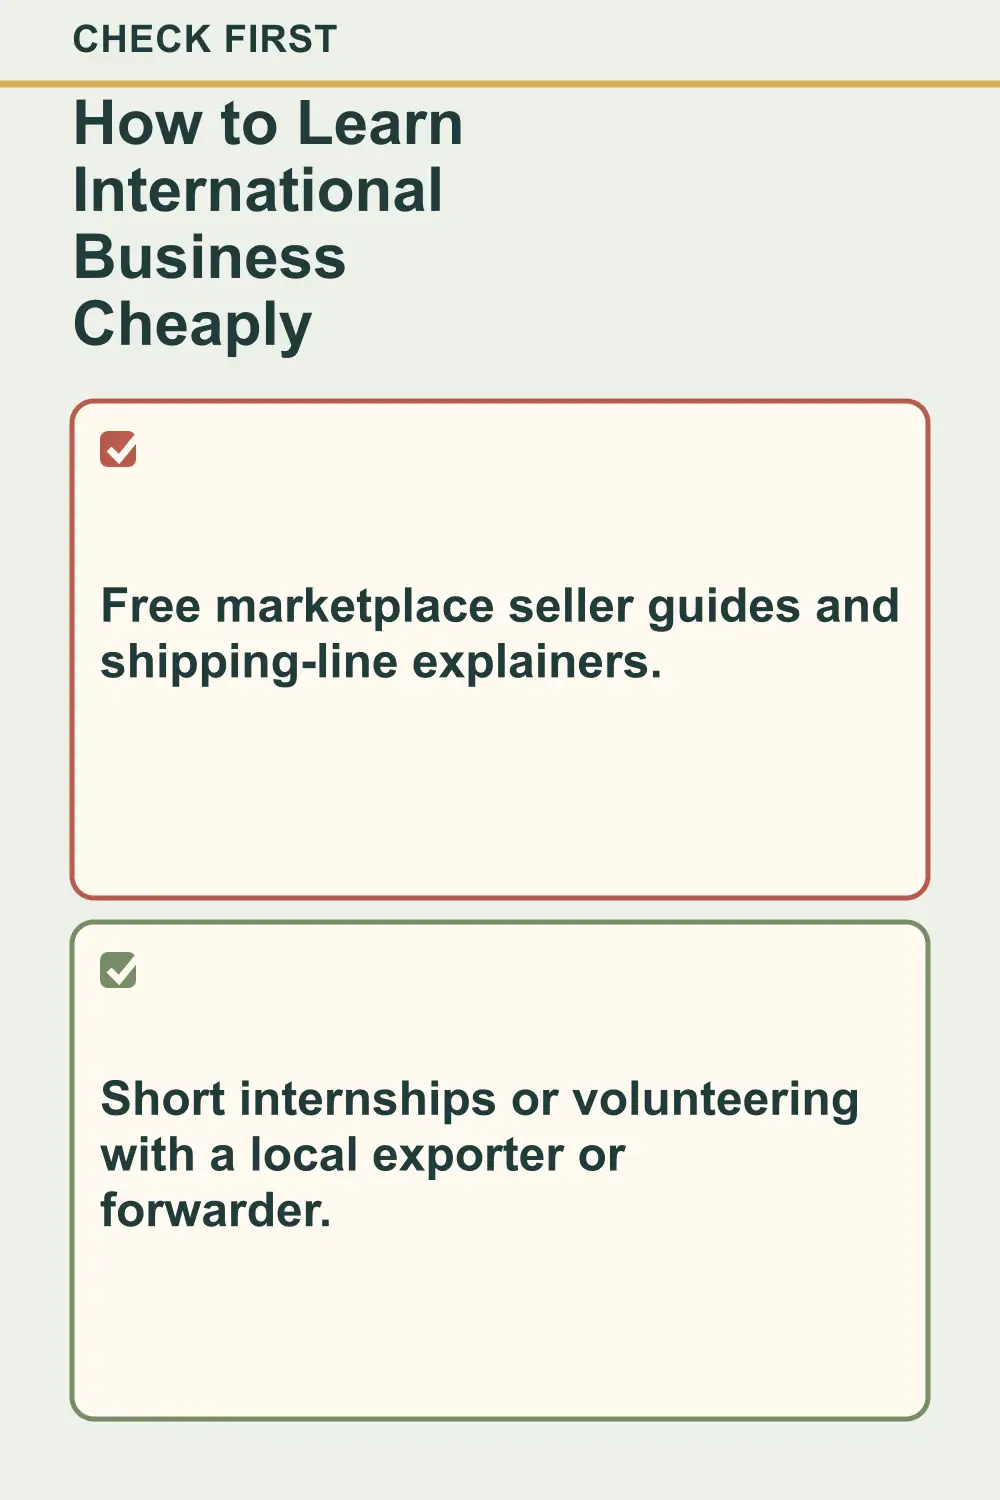 CHECK FIRST
How to Learn
International
Business
Cheaply
Free marketplace seller guides and
shipping-line explainers.
Short internships or volunteering
with a local exporter or
forwarder.